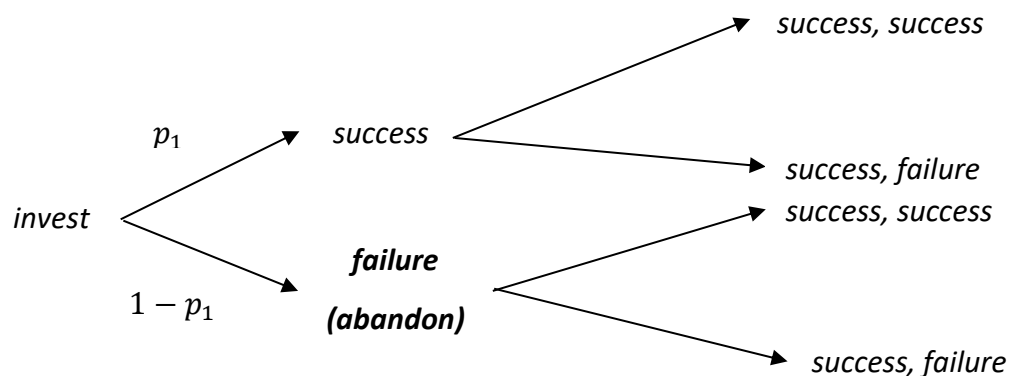 success, success
p₁
success
success, failure
invest
success, success
failure
(abandon)
1 − p₁
success, failure